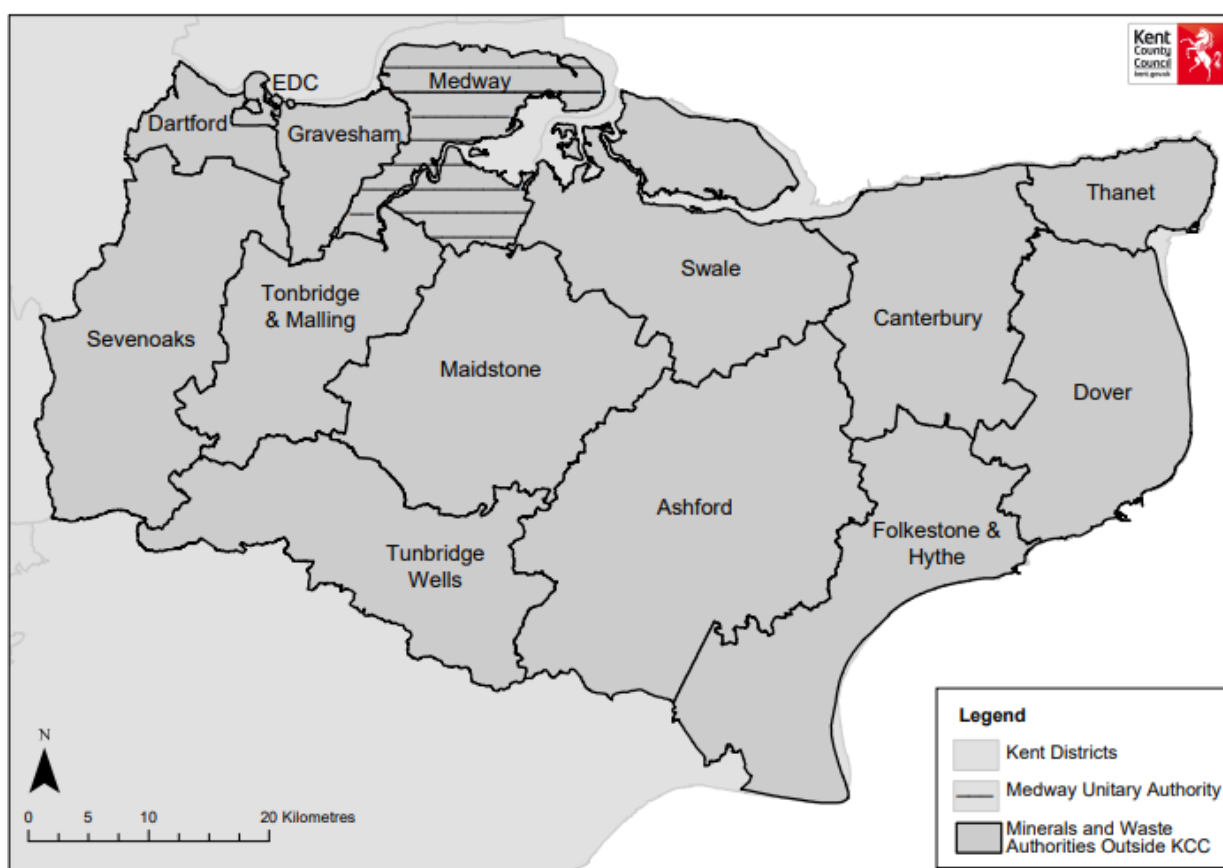 Kent
County
Council
kent.gov.uk
EDC
Medway
Dartford
Gravesham
Thanet
Swale
Tonbridge
& Malling
Canterbury
Sevenoaks
Maidstone
Dover
Ashford
Folkestone &
Hythe
Tunbridge
Wells
Legend
Kent Districts
Medway Unitary Authority
Minerals and Waste
Authorities Outside KCC
N
0 5 10 20 Kilometres